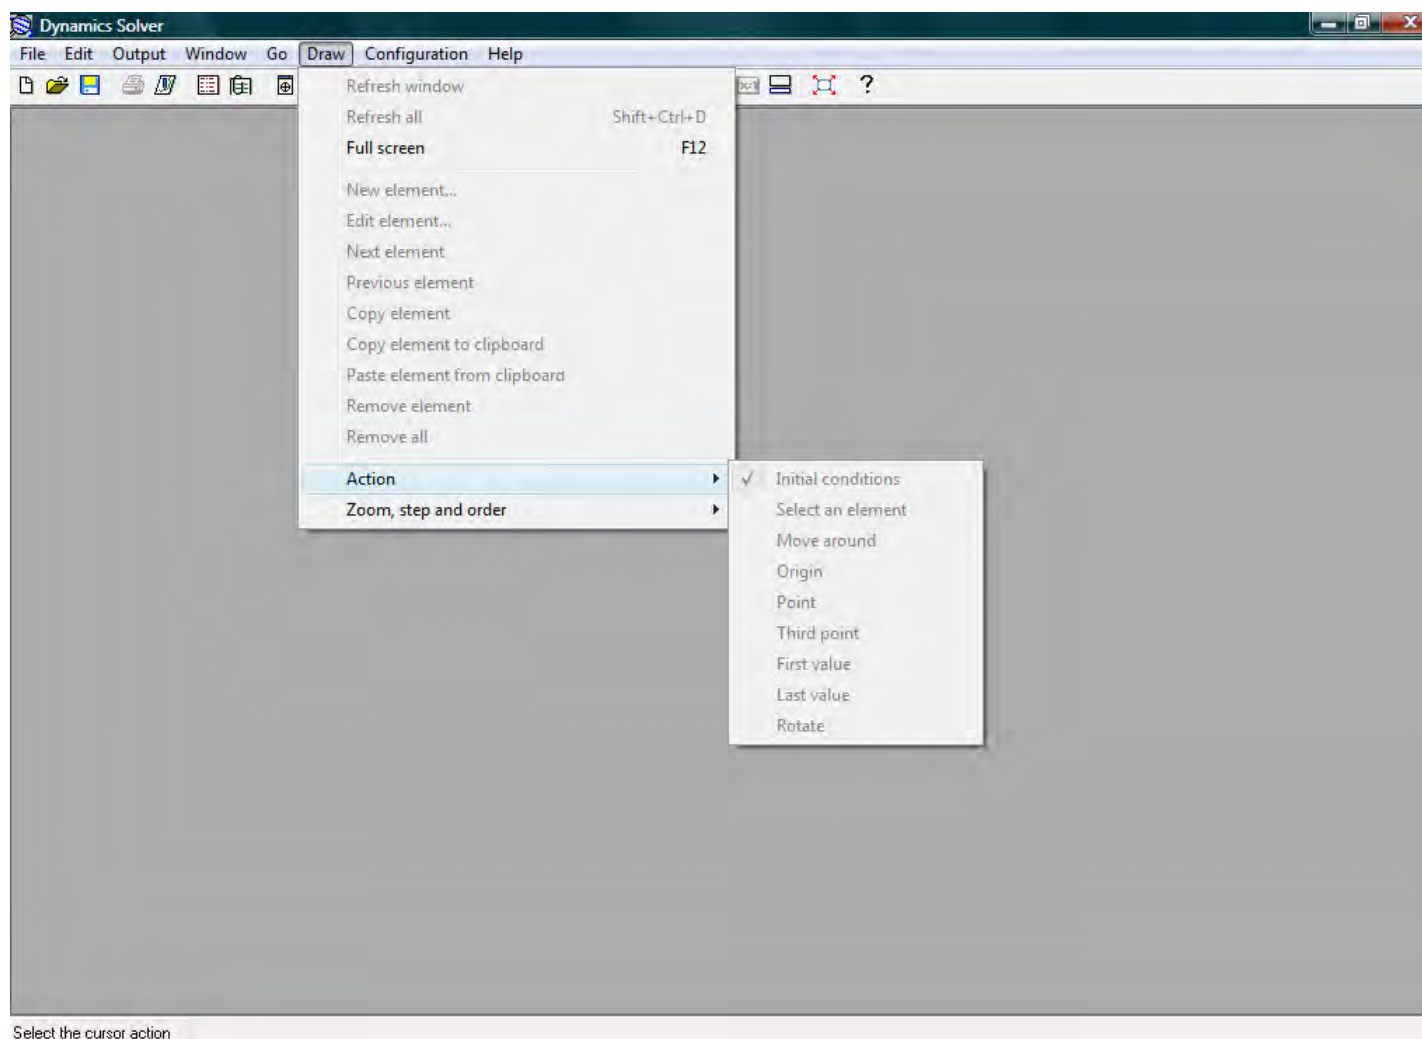 Dynamics Solver
File Edit Output Window Go Draw Configuration Help
?
Refresh window
Refresh all Shift+Ctrl+D
Full screen F12
New element...
Edit element...
Next element
Previous element
Copy element
Copy element to clipboard
Paste element from clipboard
Remove element
Remove all
Action
Zoom, step and order
Initial conditions
Select an element
Move around
Origin
Point
Third point
First value
Last value
Rotate
Select the cursor action